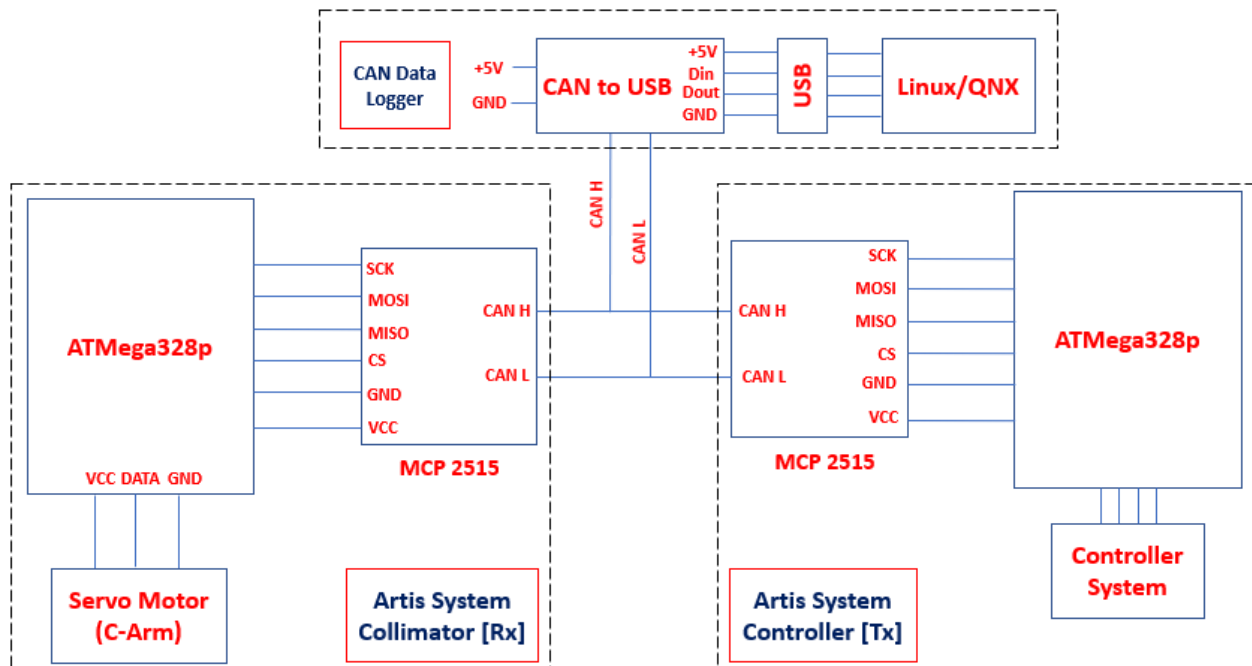 CAN Data
Logger
+5V
GND
CAN to USB
+5V
Din
Dout
GND
USB
Linux/QNX
CAN H
CAN L
ATMega328p
VCC DATA GND
SCK
MOSI
MISO
CS
GND
VCC
CAN H
CAN L
MCP 2515
Servo Motor
(C-Arm)
Artis System
Collimator [Rx]
CAN H
CAN L
SCK
MOSI
MISO
CS
GND
VCC
MCP 2515
ATMega328p
Controller
System
Artis System
Controller [Tx]